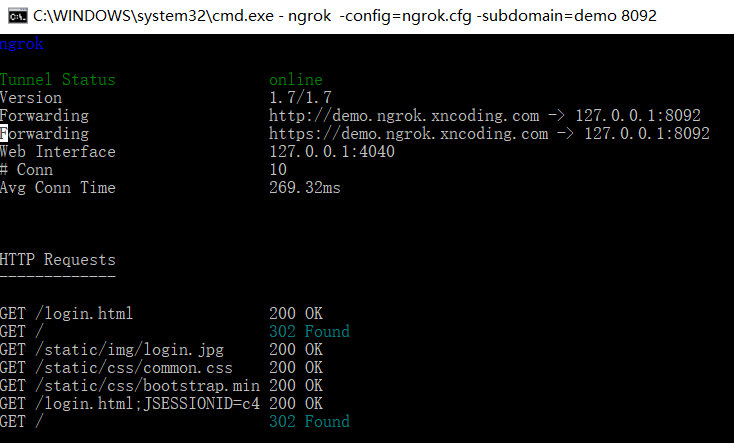 C:\WINDOWS\system32\cmd.exe - ngrok  -config=ngrok.cfg -subdomain=demo 8092
ngrok
Tunnel Status                 online
Version                       1.7/1.7
Forwarding                    http://demo.ngrok.xncoding.com -> 127.0.0.1:8092
Forwarding                    https://demo.ngrok.xncoding.com -> 127.0.0.1:8092
Web Interface                 127.0.0.1:4040
# Conn                        10
Avg Conn Time                 269.32ms
HTTP Requests
-------------
GET /login.html               200 OK
GET /                         302 Found
GET /static/img/login.jpg     200 OK
GET /static/css/common.css    200 OK
GET /static/css/bootstrap.min 200 OK
GET /login.html;JSESSIONID=c4 200 OK
GET /                         302 Found